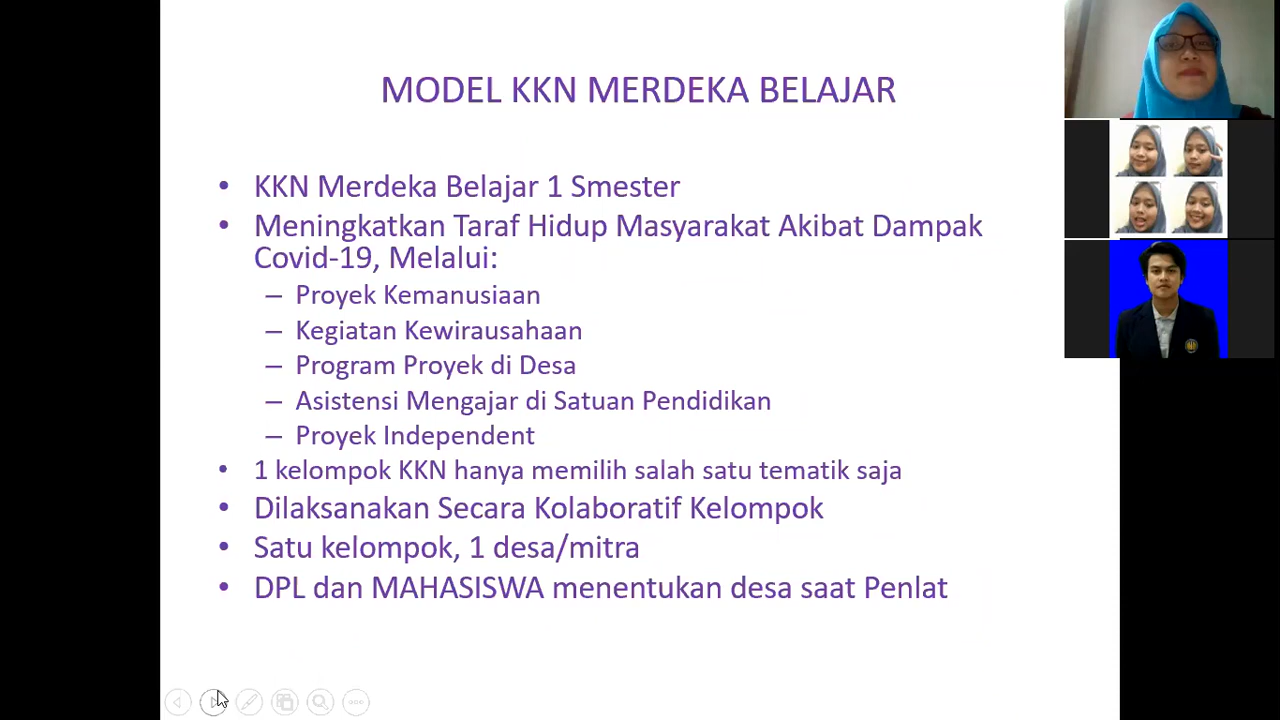 MODEL KKN MERDEKA BELAJAR
• KKN Merdeka Belajar 1 Smester
• Meningkatkan Taraf Hidup Masyarakat Akibat Dampak
Covid-19, Melalui:
– Proyek Kemanusiaan
– Kegiatan Kewirausahaan
– Program Proyek di Desa
– Asistensi Mengajar di Satuan Pendidikan
– Proyek Independent
• 1 kelompok KKN hanya memilih salah satu tematik saja
• Dilaksanakan Secara Kolaboratif Kelompok
• Satu kelompok, 1 desa/mitra
• DPL dan MAHASISWA menentukan desa saat Penlat